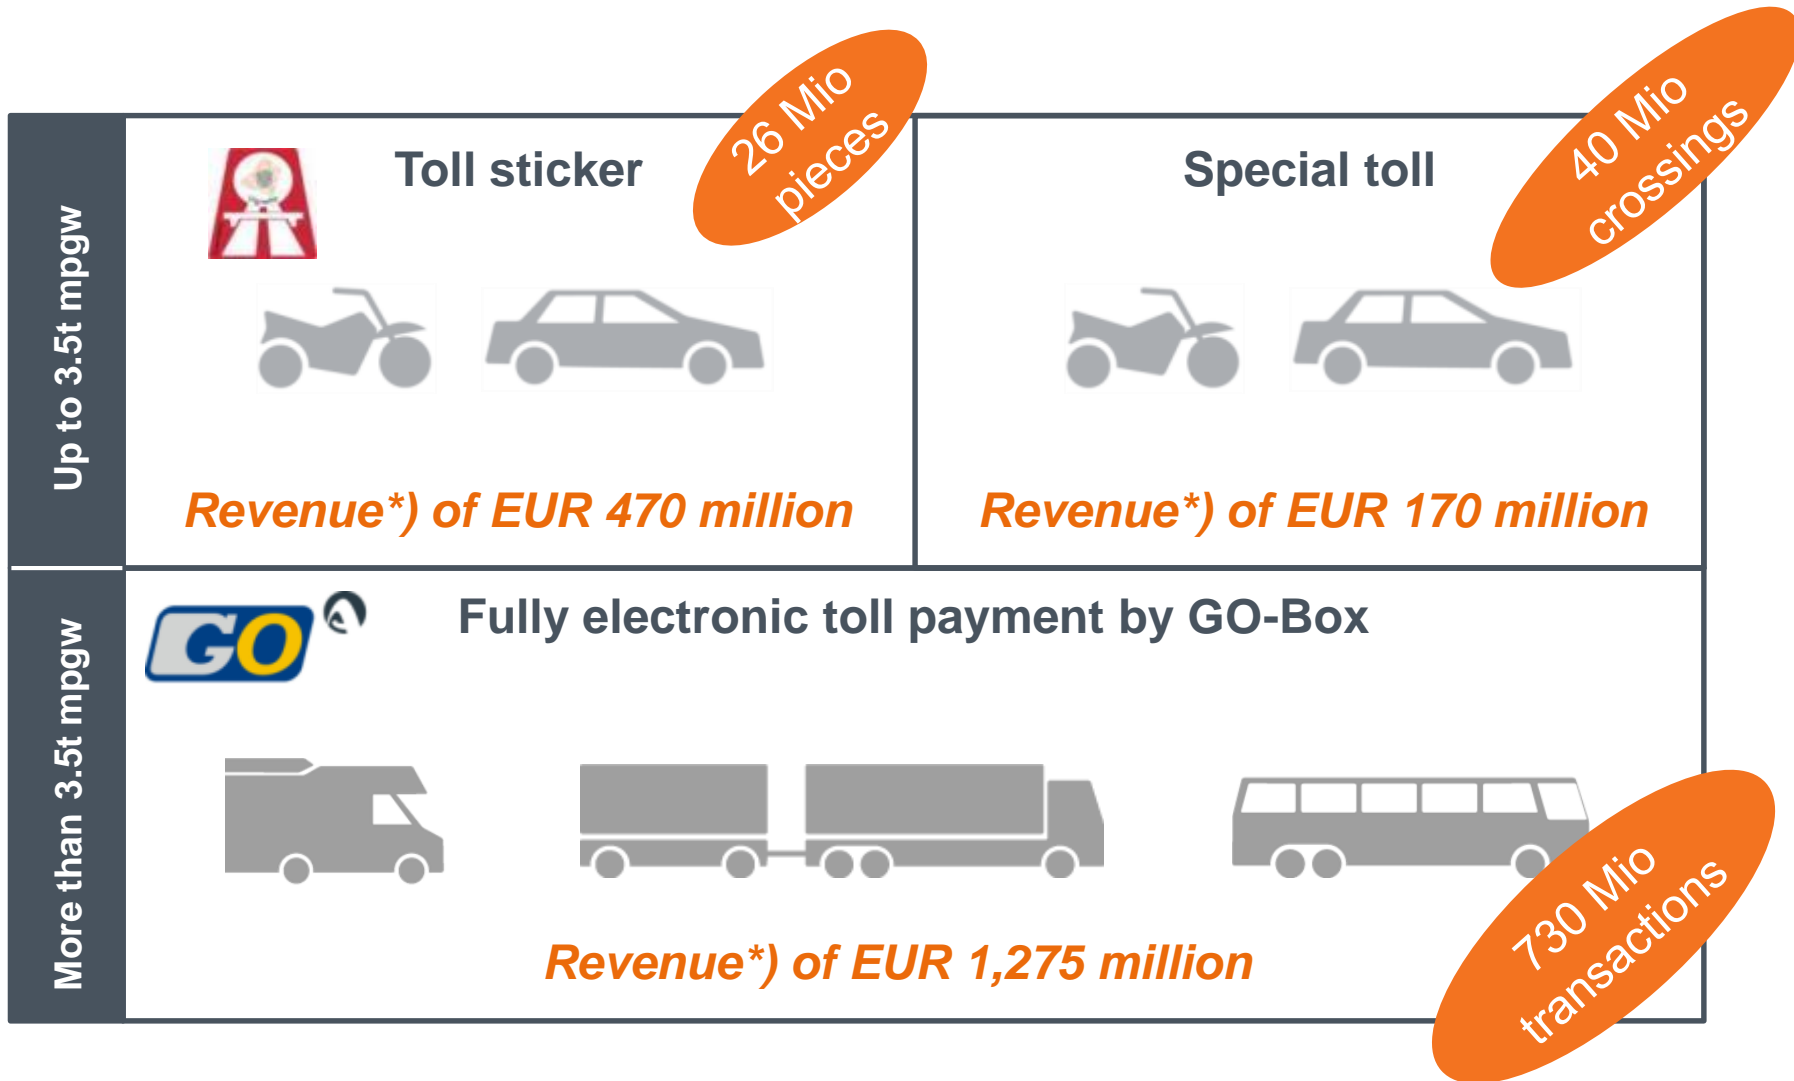 Up to 3.5t mpgw
Toll sticker
26 Mio
pieces
Revenue*) of EUR 470 million
Special toll
40 Mio
crossings
Revenue*) of EUR 170 million
More than 3.5t mpgw
GO
Fully electronic toll payment by GO-Box
Revenue*) of EUR 1,275 million
730 Mio
transactions